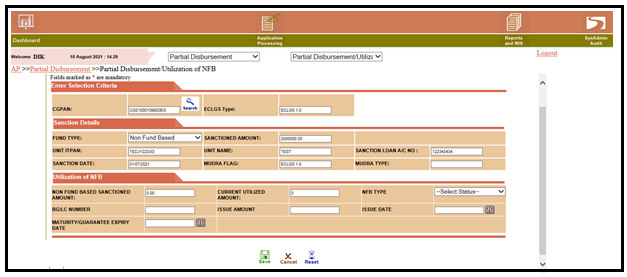 Dashboard
Application
Processing
Reports
and MIS
SysAdmin
Audit
Welcome DIK
10 August 2021 : 14.29
Partial Disbursement
Partial Disbursement/Utiliza
Logout
AP >>Partial Disbursement >>Partial Disbursement/Utilization of NFB
Fields marked as * are mandatory
Enter Selection Criteria
CGPAN:
Search
ECLGS Type:
ECLGS 1.0
Sanction Details
FUND TYPE:
Non Fund Based
SANCTIONED AMOUNT:
2000000.00
UNIT ITPAN:
UNIT NAME:
TEST
SANCTION LOAN A/C NO :
SANCTION DATE:
01/07/2021
MUDRA FLAG:
ECLGS 1.0
MUDRA TYPE:
Utilization of NFB
NON FUND BASED SANCTIONED
AMOUNT:
0.00
CURRENT UTILIZED
AMOUNT:
0
NFB TYPE
--Select Status--
BG/LC NUMBER
ISSUE AMOUNT
ISSUE DATE
MATURITY/GUARANTEE EXPIRY
DATE
Save
Cancel
Reset